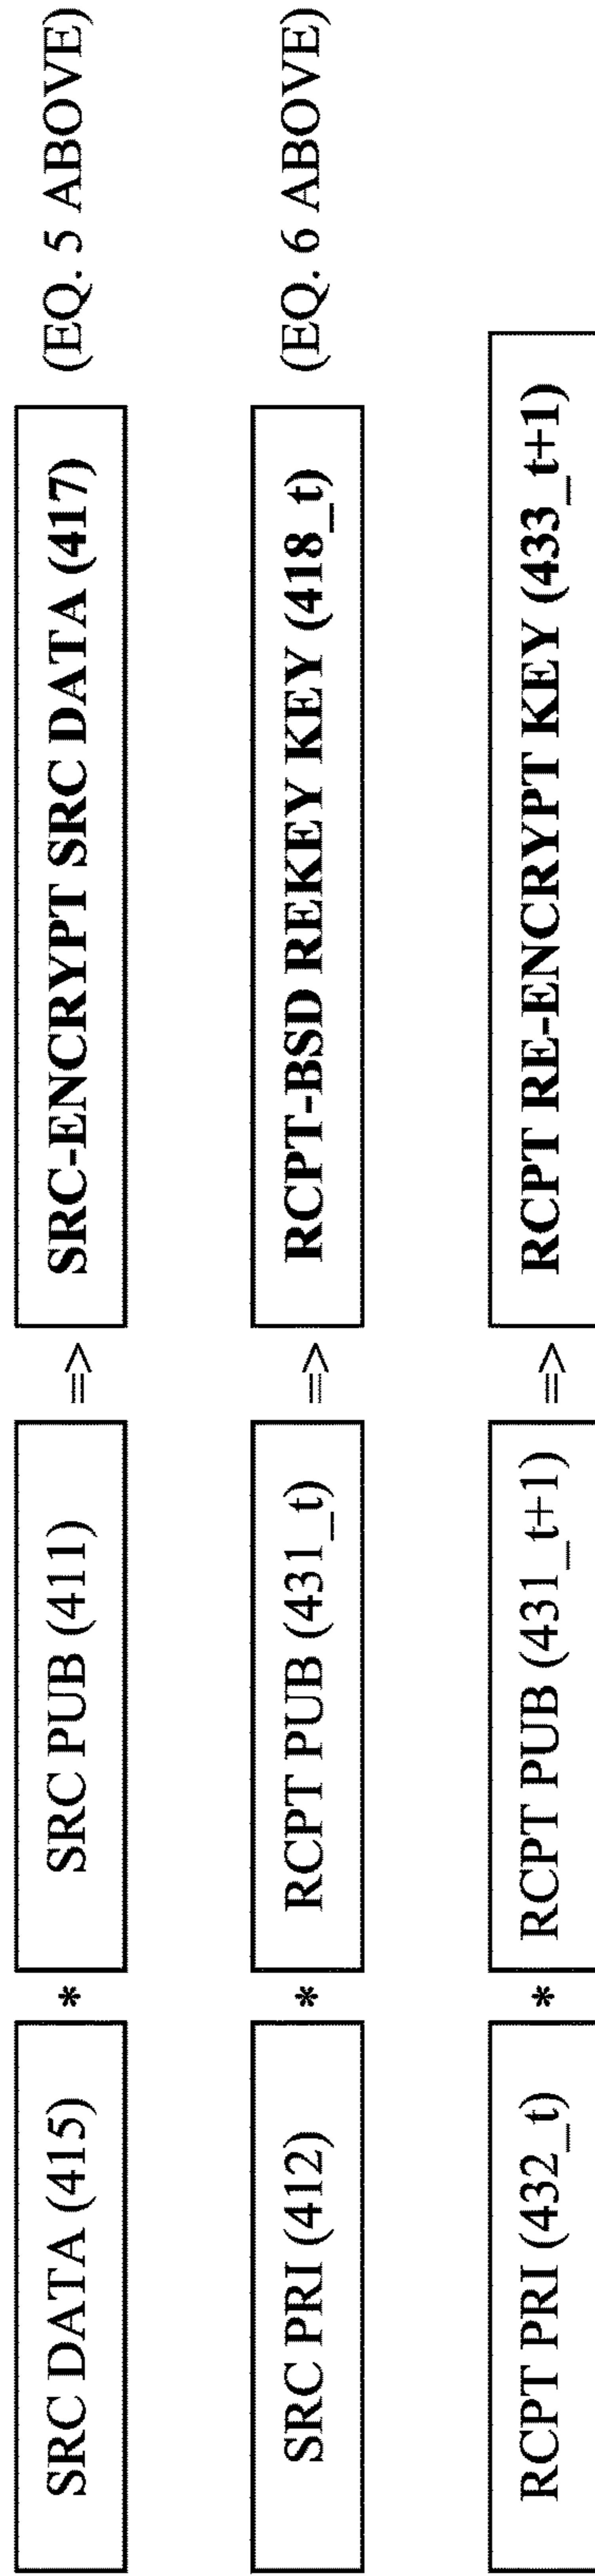 SRC DATA (415) * SRC PUB (411) => SRC-ENCRYPT SRC DATA (417) (EQ. 5 ABOVE)
SRC PRI (412) * RCPT PUB (431_t) => RCPT-BSD REKEY KEY (418_t) (EQ. 6 ABOVE)
RCPT PRI (432_t) * RCPT PUB (431_t+1) => RCPT RE-ENCRYPT KEY (433_t+1)